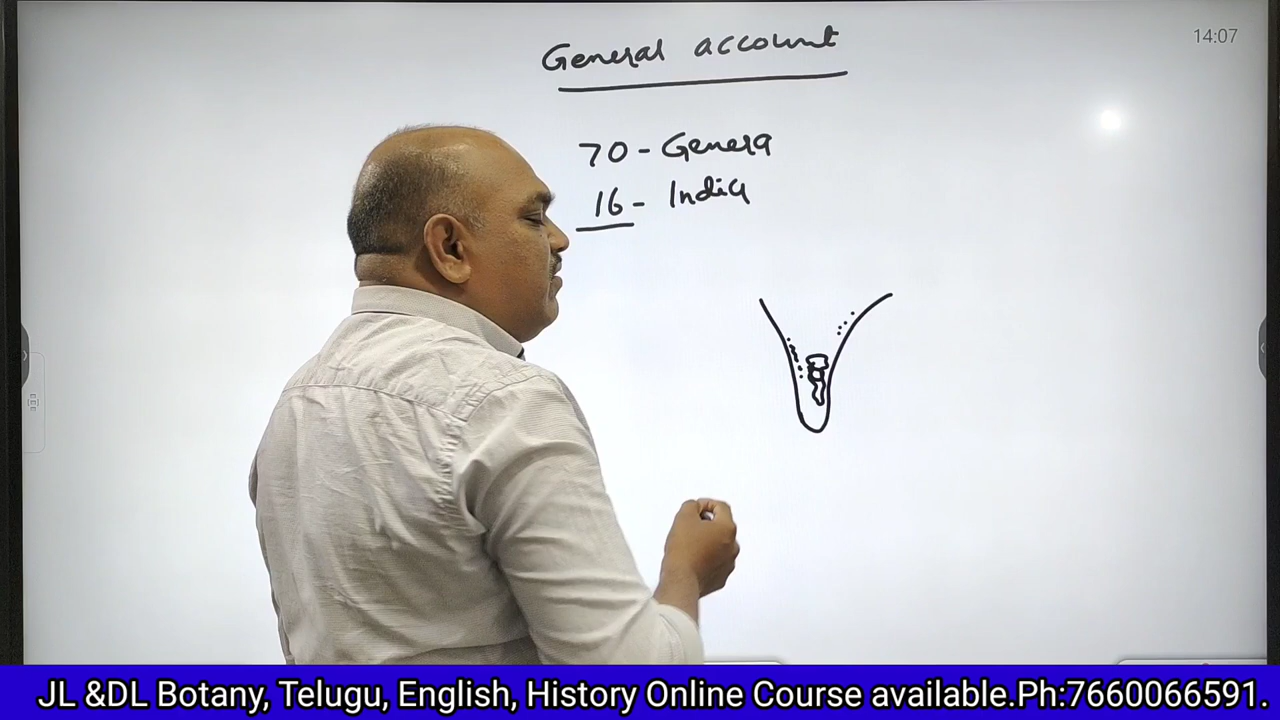 General account
14:07
70 - Genera
16 - India
JL &DL Botany, Telugu, English, History Online Course available.Ph:7660066591.